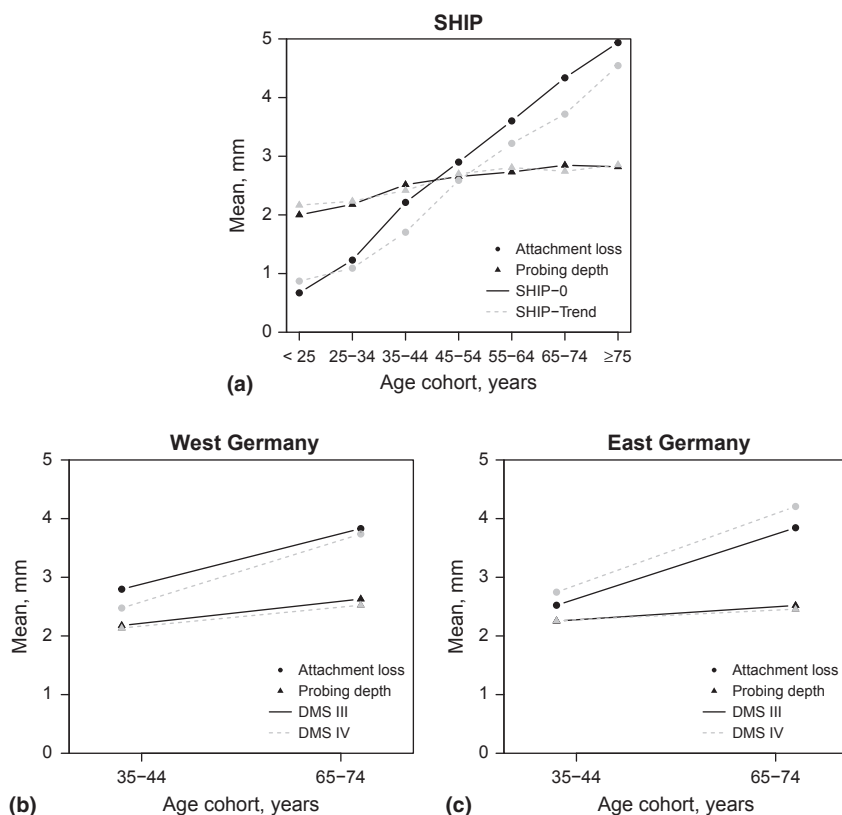 SHIP
5
4
3
2
1
0
Mean, mm
Attachment loss
Probing depth
SHIP−0
SHIP−Trend
< 25 25−34 35−44 45−54 55−64 65−74 ≥75
Age cohort, years
(a)
West Germany
5
4
3
2
1
0
Mean, mm
Attachment loss
Probing depth
DMS III
DMS IV
35−44 65−74
Age cohort, years
(b)
East Germany
5
4
3
2
1
0
Mean, mm
Attachment loss
Probing depth
DMS III
DMS IV
35−44 65−74
Age cohort, years
(c)